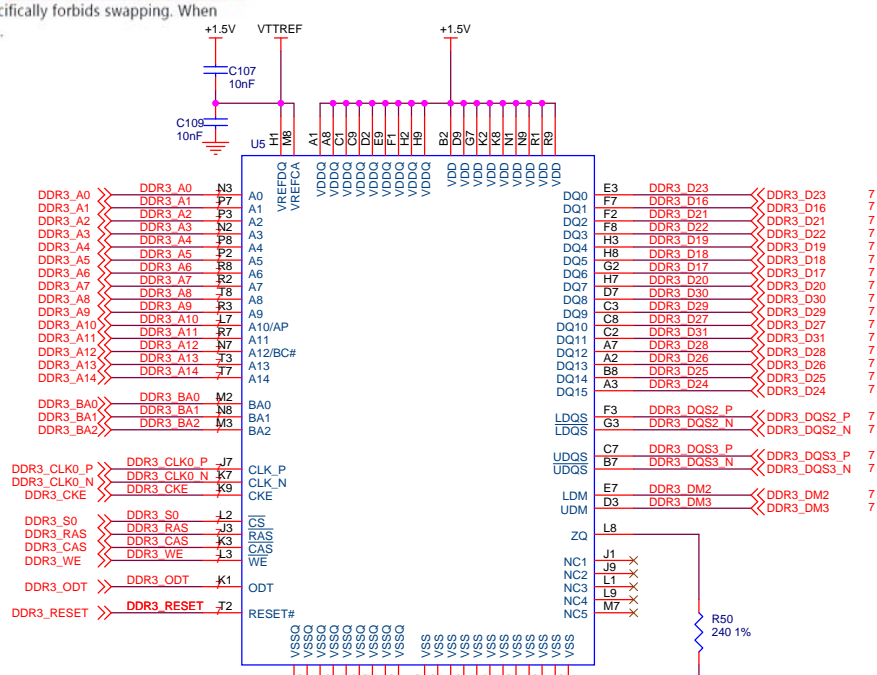 cifically forbids swapping. When
+1.5V VTTREF +1.5V
C107
10nF
C109
10nF
U5
H1 M8 A1 A8 C1 C9 D2 E9 F1 H2 H9 B2 D9 G7 K2 K8 N1 N9 R1 R9
VREFDQ VREFCA VDDQ VDDQ VDDQ VDDQ VDDQ VDDQ VDDQ VDDQ VDDQ VDD VDD VDD VDD VDD VDD VDD VDD VDD
DDR3_A0 DDR3_A0 N3 A0 DQ0 E3 DDR3_D23 DDR3_D23 7
DDR3_A1 DDR3_A1 P7 A1 DQ1 F7 DDR3_D16 DDR3_D16 7
DDR3_A2 DDR3_A2 P3 A2 DQ2 F2 DDR3_D21 DDR3_D21 7
DDR3_A3 DDR3_A3 N2 A3 DQ3 F8 DDR3_D22 DDR3_D22 7
DDR3_A4 DDR3_A4 P8 A4 DQ4 H3 DDR3_D19 DDR3_D19 7
DDR3_A5 DDR3_A5 P2 A5 DQ5 H8 DDR3_D18 DDR3_D18 7
DDR3_A6 DDR3_A6 R8 A6 DQ6 G2 DDR3_D17 DDR3_D17 7
DDR3_A7 DDR3_A7 R2 A7 DQ7 H7 DDR3_D20 DDR3_D20 7
DDR3_A8 DDR3_A8 T8 A8 DQ8 D7 DDR3_D30 DDR3_D30 7
DDR3_A9 DDR3_A9 R3 A9 DQ9 C3 DDR3_D29 DDR3_D29 7
DDR3_A10 DDR3_A10 L7 A10/AP DQ10 C8 DDR3_D27 DDR3_D27 7
DDR3_A11 DDR3_A11 R7 A11 DQ11 C2 DDR3_D31 DDR3_D31 7
DDR3_A12 DDR3_A12 N7 A12/BC# DQ12 A7 DDR3_D28 DDR3_D28 7
DDR3_A13 DDR3_A13 T3 A13 DQ13 A2 DDR3_D26 DDR3_D26 7
DDR3_A14 DDR3_A14 T7 A14 DQ14 B8 DDR3_D25 DDR3_D25 7
DQ15 A3 DDR3_D24 DDR3_D24 7
DDR3_BA0 DDR3_BA0 M2 BA0
DDR3_BA1 DDR3_BA1 N8 BA1 LDQS F3 DDR3_DQS2_P DDR3_DQS2_P 7
DDR3_BA2 DDR3_BA2 M3 BA2 LDQS G3 DDR3_DQS2_N DDR3_DQS2_N 7
UDQS C7 DDR3_DQS3_P DDR3_DQS3_P 7
DDR3_CLK0_P DDR3_CLK0_P J7 CLK_P UDQS B7 DDR3_DQS3_N DDR3_DQS3_N 7
DDR3_CLK0_N DDR3_CLK0_N K7 CLK_N
DDR3_CKE DDR3_CKE K9 CKE LDM E7 DDR3_DM2 DDR3_DM2 7
UDM D3 DDR3_DM3 DDR3_DM3 7
DDR3_S0 DDR3_S0 L2 CS
DDR3_RAS DDR3_RAS J3 RAS ZQ L8
DDR3_CAS DDR3_CAS K3 CAS
DDR3_WE DDR3_WE L3 WE NC1 J1
NC2 J9
DDR3_ODT DDR3_ODT K1 ODT NC3 L1
NC4 L9
DDR3_RESET DDR3_RESET T2 RESET# NC5 M7
R50
240 1%
VSSQ VSSQ VSSQ VSSQ VSSQ VSSQ VSSQ VSSQ VSSQ VSS VSS VSS VSS VSS VSS VSS VSS VSS VSS VSS VSS